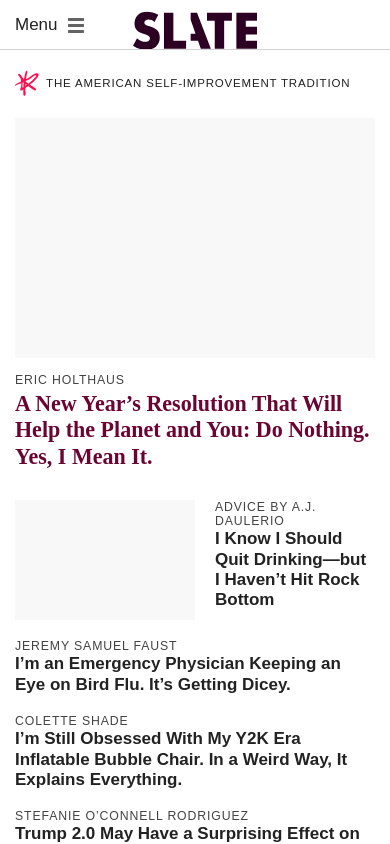 Menu
SLATE
THE AMERICAN SELF-IMPROVEMENT TRADITION
ERIC HOLTHAUS
A New Year’s Resolution That Will
Help the Planet and You: Do Nothing.
Yes, I Mean It.
ADVICE BY A.J.
DAULERIO
I Know I Should
Quit Drinking—but
I Haven’t Hit Rock
Bottom
JEREMY SAMUEL FAUST
I’m an Emergency Physician Keeping an
Eye on Bird Flu. It’s Getting Dicey.
COLETTE SHADE
I’m Still Obsessed With My Y2K Era
Inflatable Bubble Chair. In a Weird Way, It
Explains Everything.
STEFANIE O’CONNELL RODRIGUEZ
Trump 2.0 May Have a Surprising Effect on